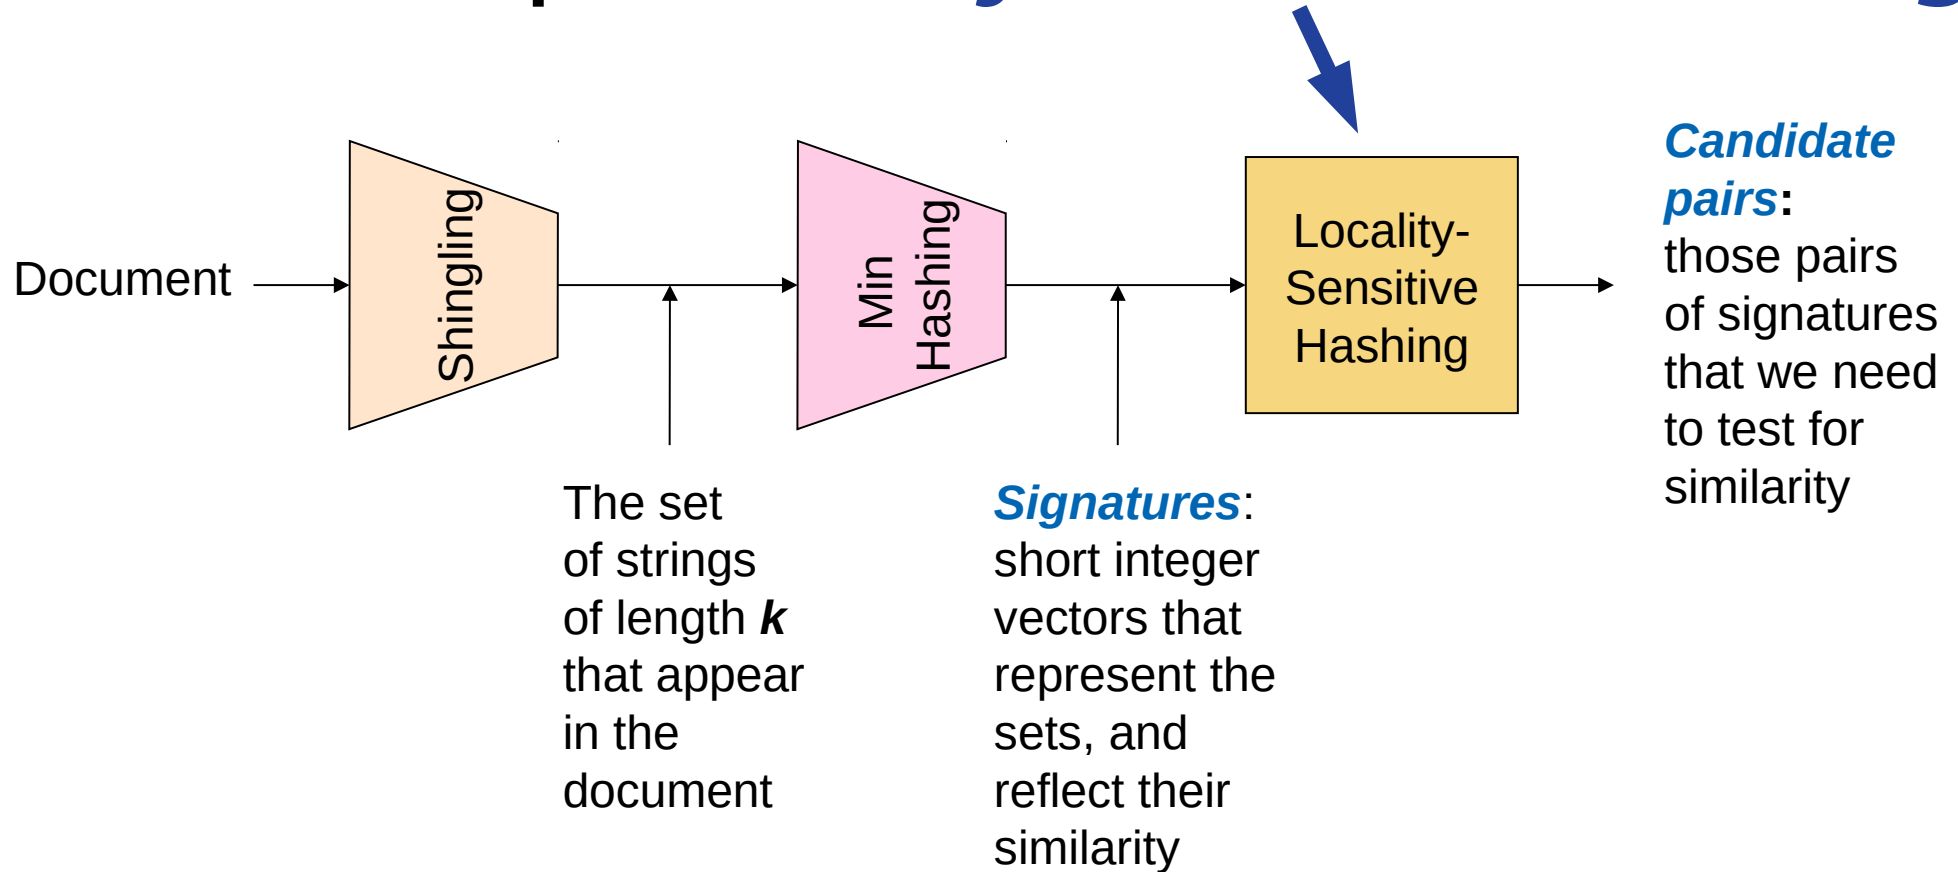 Document
Shingling
Min
Hashing
Locality-
Sensitive
Hashing
Candidate
pairs:
those pairs
of signatures
that we need
to test for
similarity
The set
of strings
of length k
that appear
in the
document
Signatures:
short integer
vectors that
represent the
sets, and
reflect their
similarity